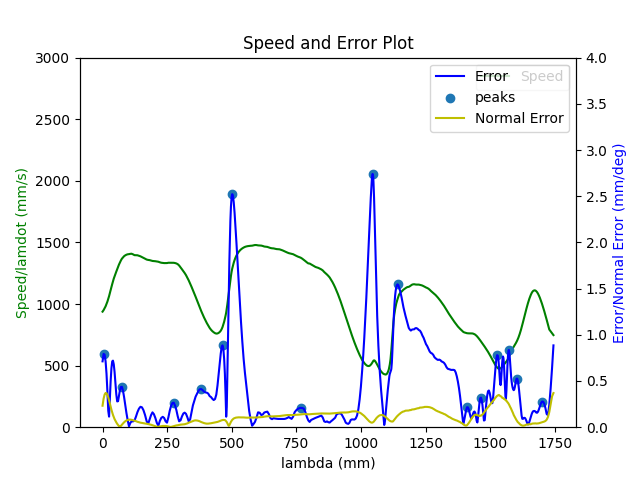 Speed and Error Plot
3000
2500
2000
1500
1000
500
0
Speed/lamdot (mm/s)
4.0
3.5
3.0
2.5
2.0
1.5
1.0
0.5
0.0
Error/Normal Error (mm/deg)
Error
Speed
peaks
Normal Error
0 250 500 750 1000 1250 1500 1750
lambda (mm)